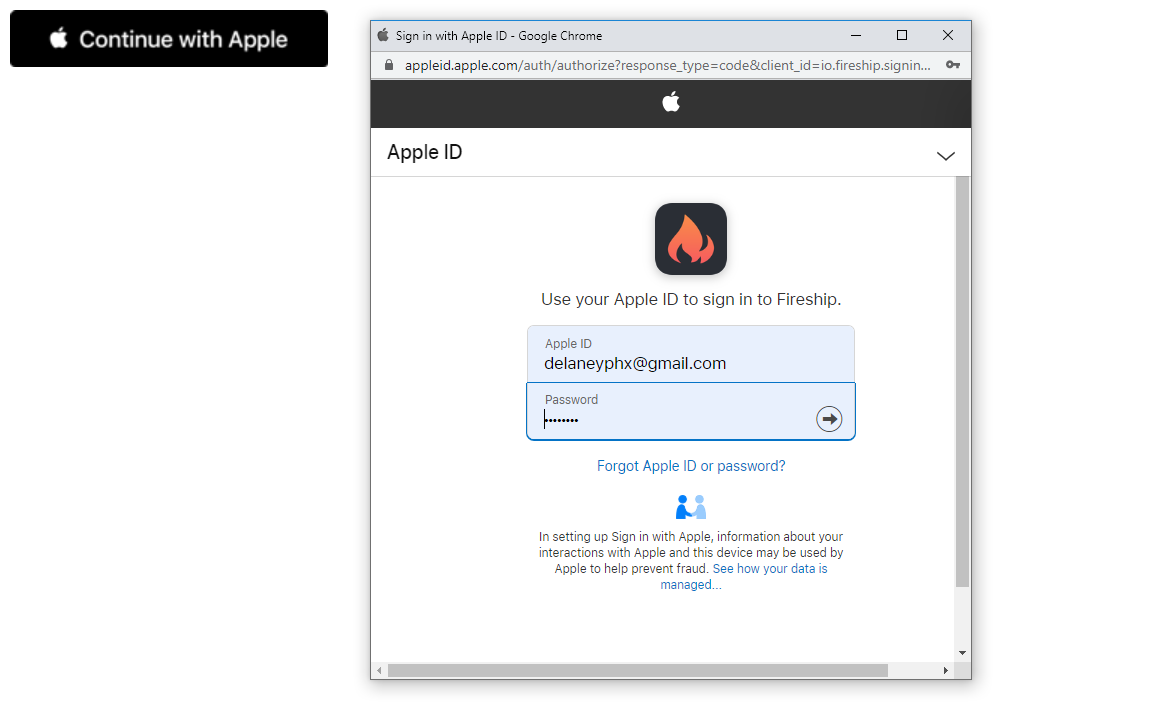 Continue with Apple
Sign in with Apple ID - Google Chrome
appleid.apple.com/auth/authorize?response_type=code&client_id=io.fireship.signin...
Apple ID
Use your Apple ID to sign in to Fireship.
Apple ID
delaneyphx@gmail.com
Password
••••••••
Forgot Apple ID or password?
In setting up Sign in with Apple, information about your
interactions with Apple and this device may be used by
Apple to help prevent fraud. See how your data is
managed...